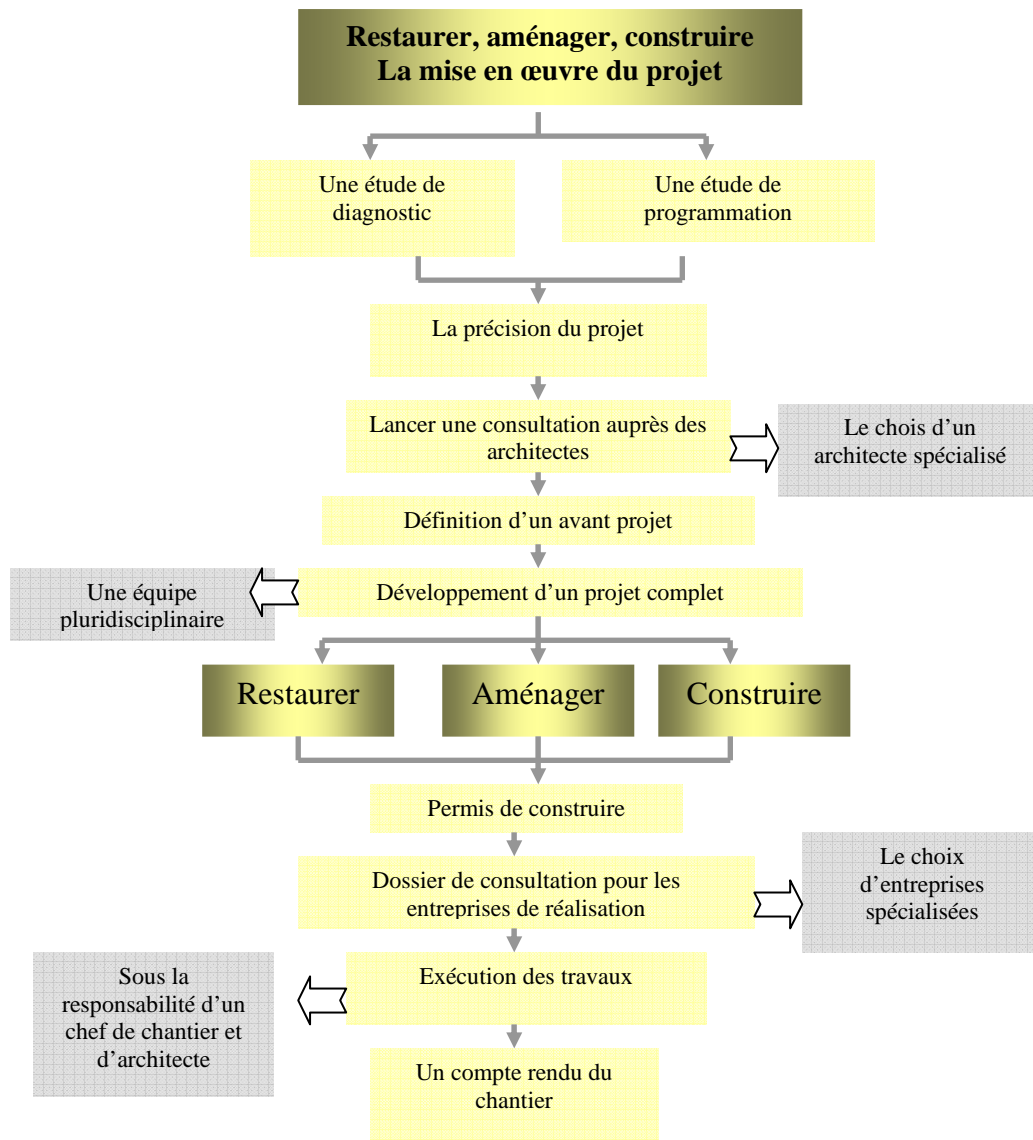 Restaurer, aménager, construire
La mise en œuvre du projet
Une étude de
diagnostic
Une étude de
programmation
La précision du projet
Lancer une consultation auprès des
architectes
Le chois d’un
architecte spécialisé
Définition d’un avant projet
Une équipe
pluridisciplinaire
Développement d’un projet complet
Restaurer
Aménager
Construire
Permis de construire
Dossier de consultation pour les
entreprises de réalisation
Le choix
d’entreprises
spécialisées
Sous la
responsabilité d’un
chef de chantier et
d’architecte
Exécution des travaux
Un compte rendu du
chantier